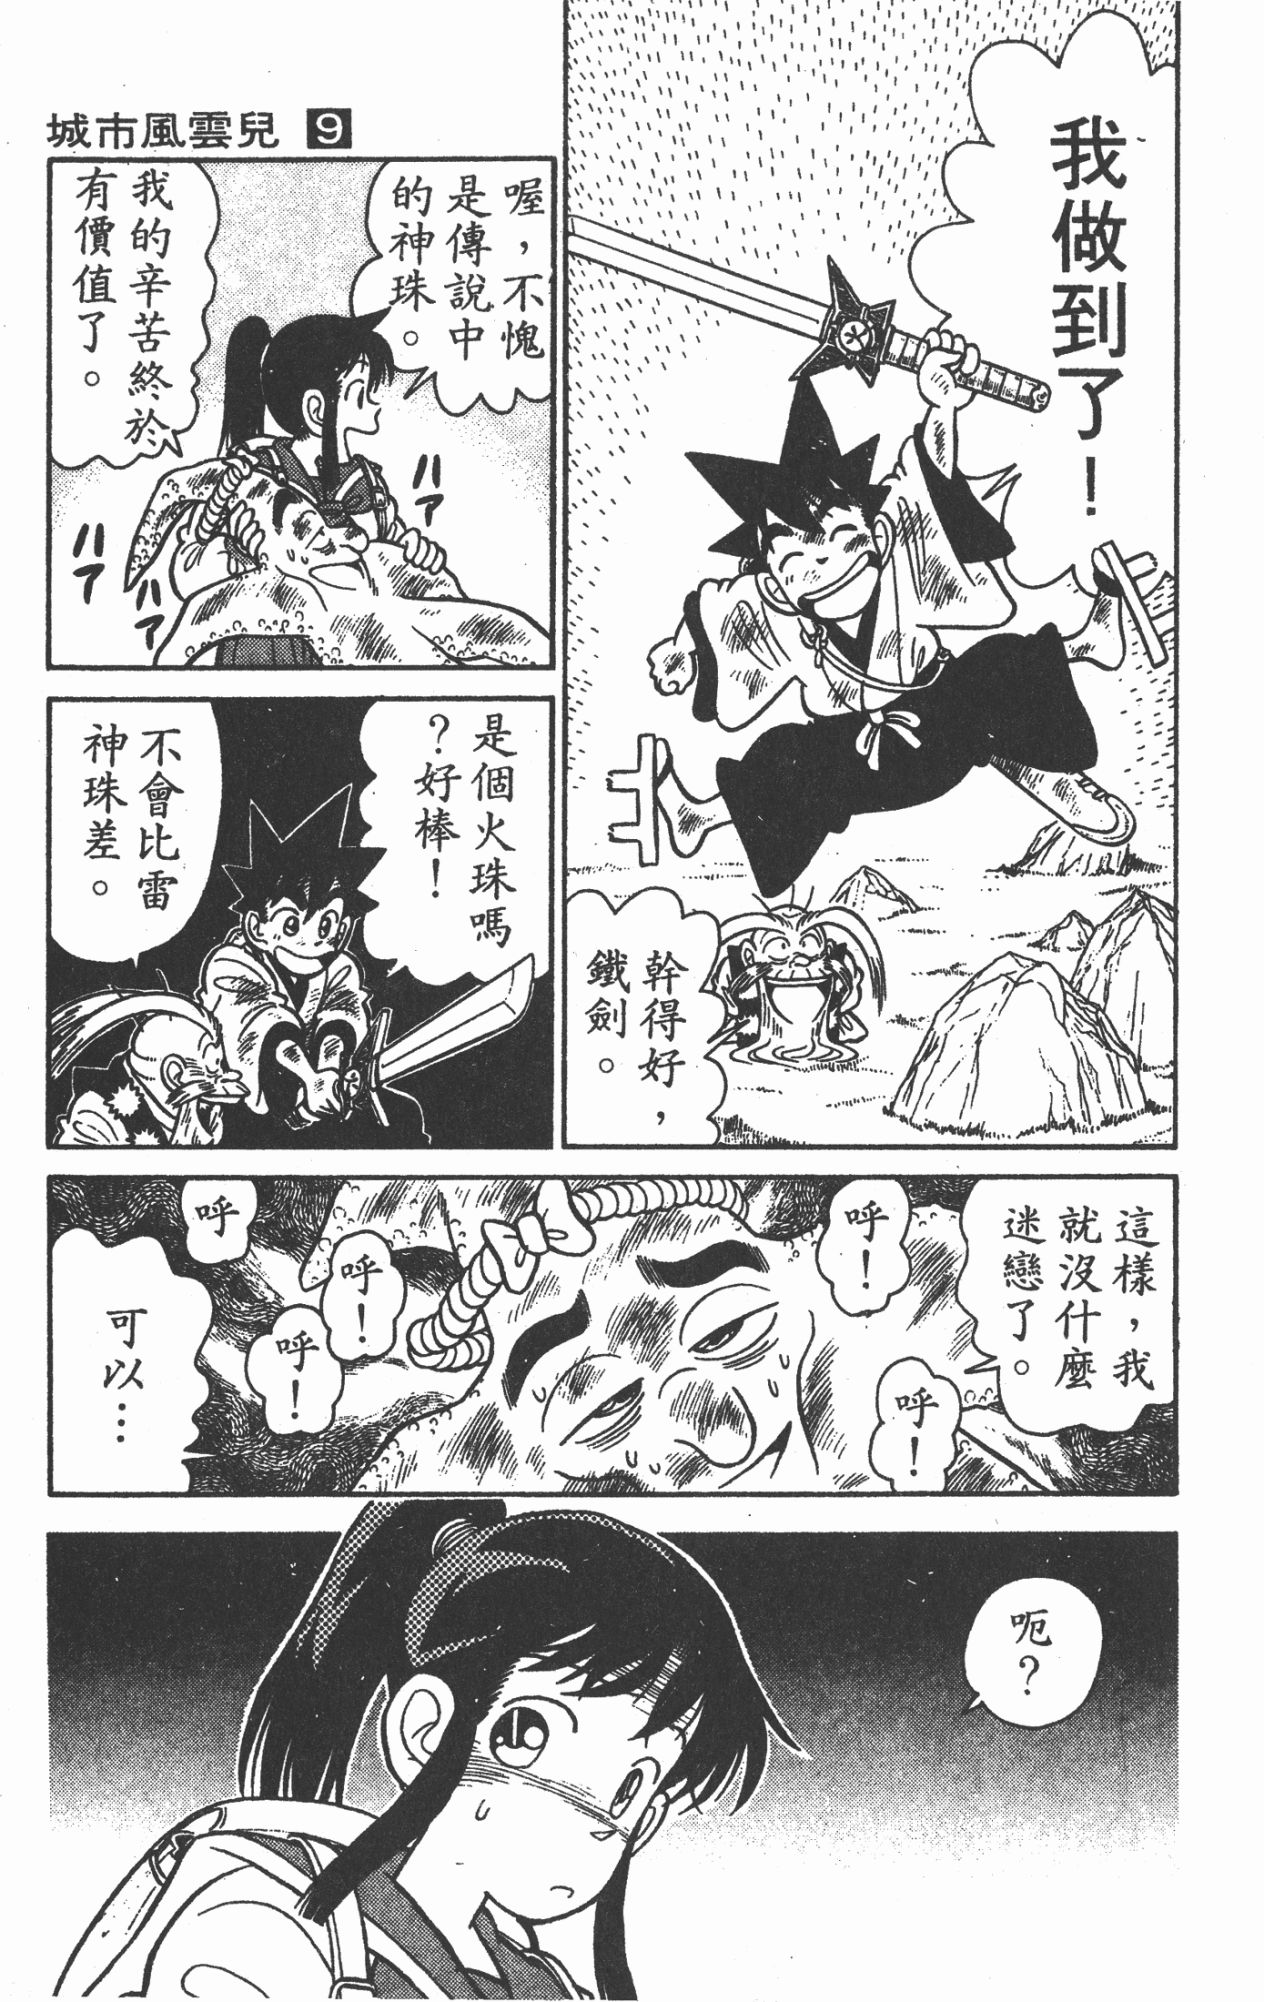 城市風雲兒 9
我做到了！
幹得好，
鐵劍。
喔，不愧
是傳說中
的神珠。
我的辛苦終於
有價值了。
ハァ
ハァ
ハァ
是個火珠嗎
？好棒！
不會比雷
神珠差。
這樣，我
就沒什麼
迷戀了。
呼！
呼！
呼！
呼！
呼
可以…
呃？